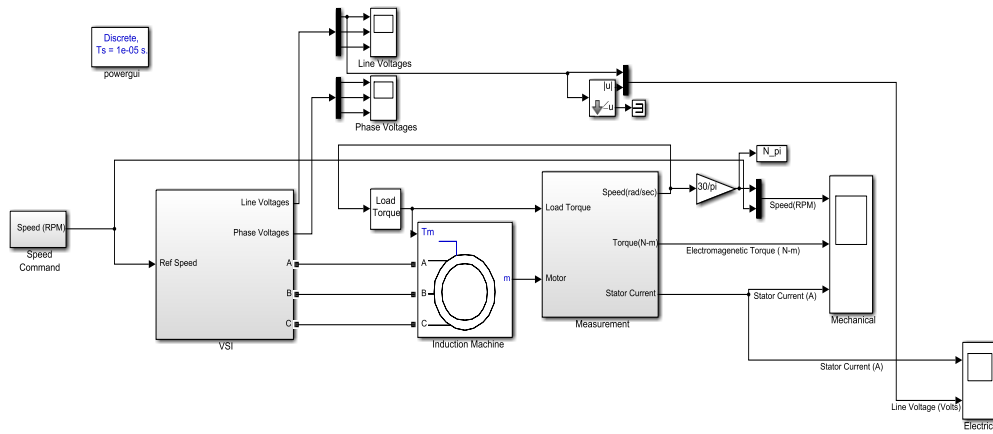 Discrete,
Ts = 1e-05 s.
powergui
Line Voltages
Phase Voltages
|u|
∠u
N_pi
30/pi
Speed(RPM)
Load
Torque
Line Voltages
Phase Voltages
Ref Speed
A
B
C
VSI
Speed (RPM)
Speed
Command
Tm
A
B
C
m
Induction Machine
Load Torque
Motor
Speed(rad/sec)
Torque(N-m)
Stator Current
Measurement
Electromagenetic Torque ( N-m)
Stator Current (A)
Mechanical
Stator Current (A)
Line Voltage (Volts)
Electric